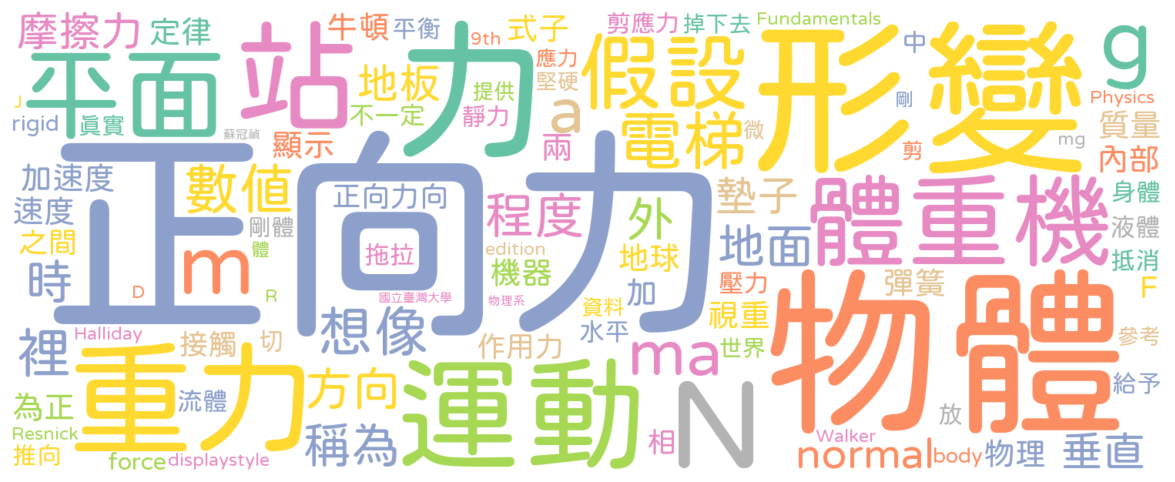 摩擦力
定律
牛頓
平衡
9th
式子
剪應力
掉下去
Fundamentals
中
g
平面
站
力
地板
不一定
提供
靜力
應力
堅硬
假設
形變
剛
Physics
J
rigid
真實
蘇冠禎
顯示
a
兩
電梯
微
剪
mg
質量
內部
加速度
數值
正向力
正向力向
程度
外
墊子
體重機
身體
速度
之間
剛體
體
m
拖拉
edition
機器
地球
地面
液體
抵消
時
D
R
國立臺灣大學
物理系
加
壓力
彈簧
F
Halliday
想像
資料
水平
視重
物體
參考
裡
重力
接觸
切
作用力
ma
世界
為正
流體
方向
運動
N
放
給予
Resnick
推向
force
displaystyle
稱為
相
Walker
normal
body
物理
垂直